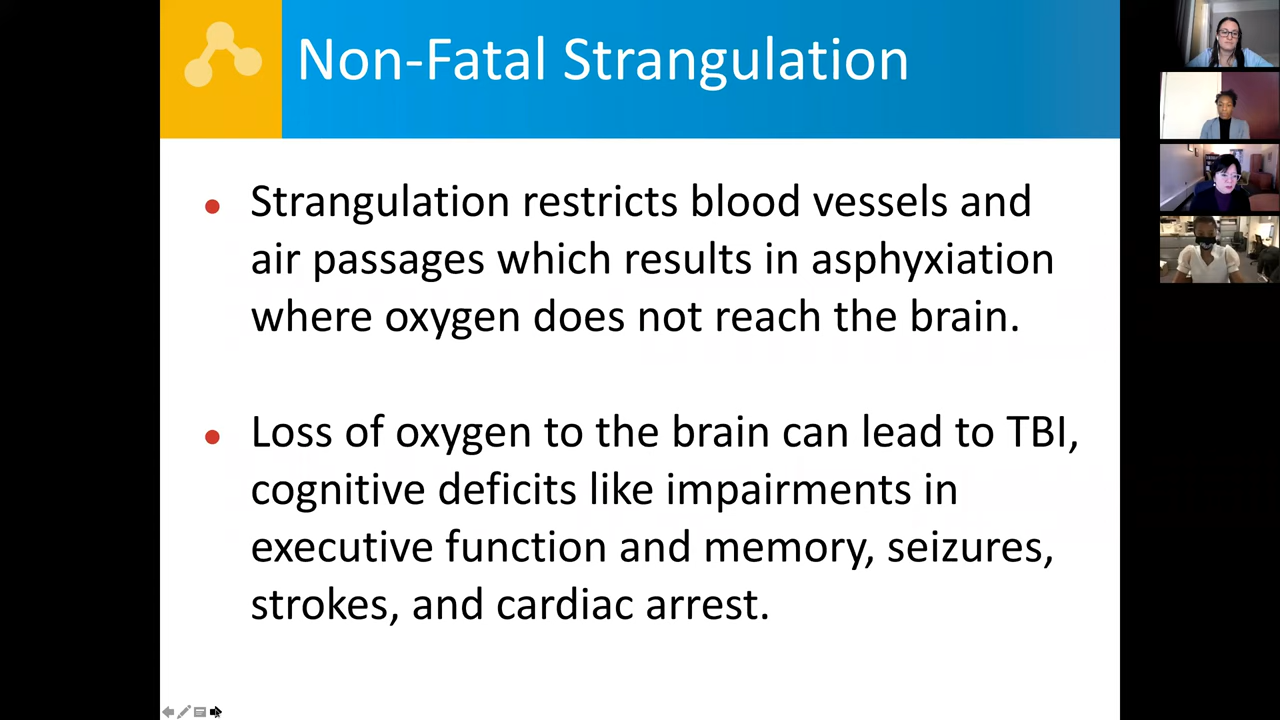 Non-Fatal Strangulation
• Strangulation restricts blood vessels and
air passages which results in asphyxiation
where oxygen does not reach the brain.
• Loss of oxygen to the brain can lead to TBI,
cognitive deficits like impairments in
executive function and memory, seizures,
strokes, and cardiac arrest.